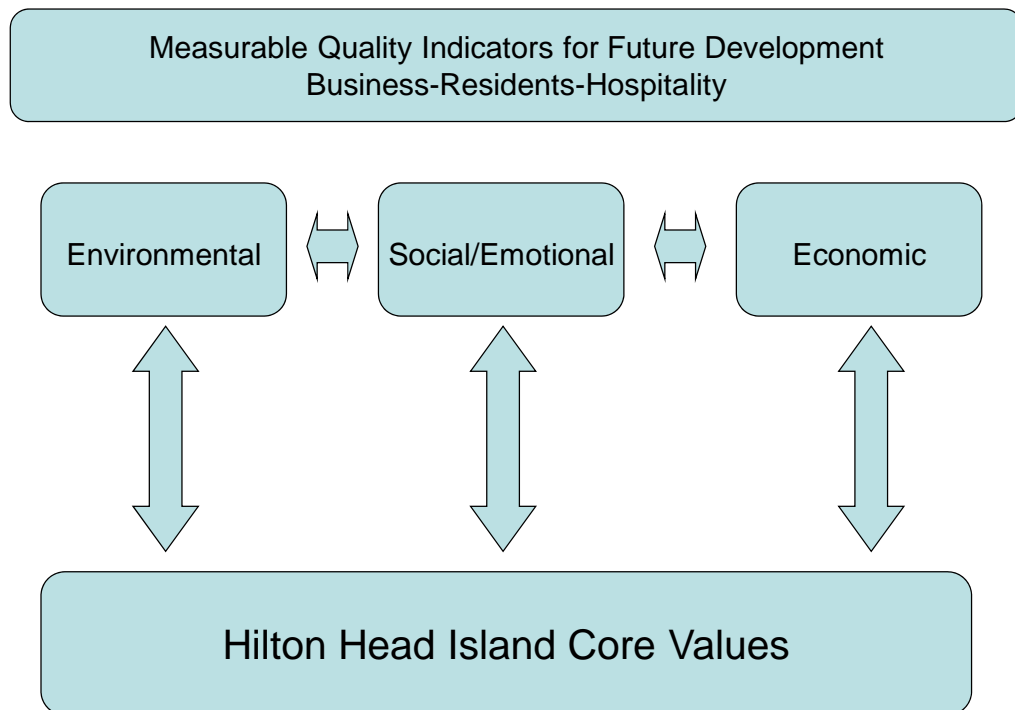 Measurable Quality Indicators for Future Development
Business-Residents-Hospitality
Environmental
Social/Emotional
Economic
Hilton Head Island Core Values